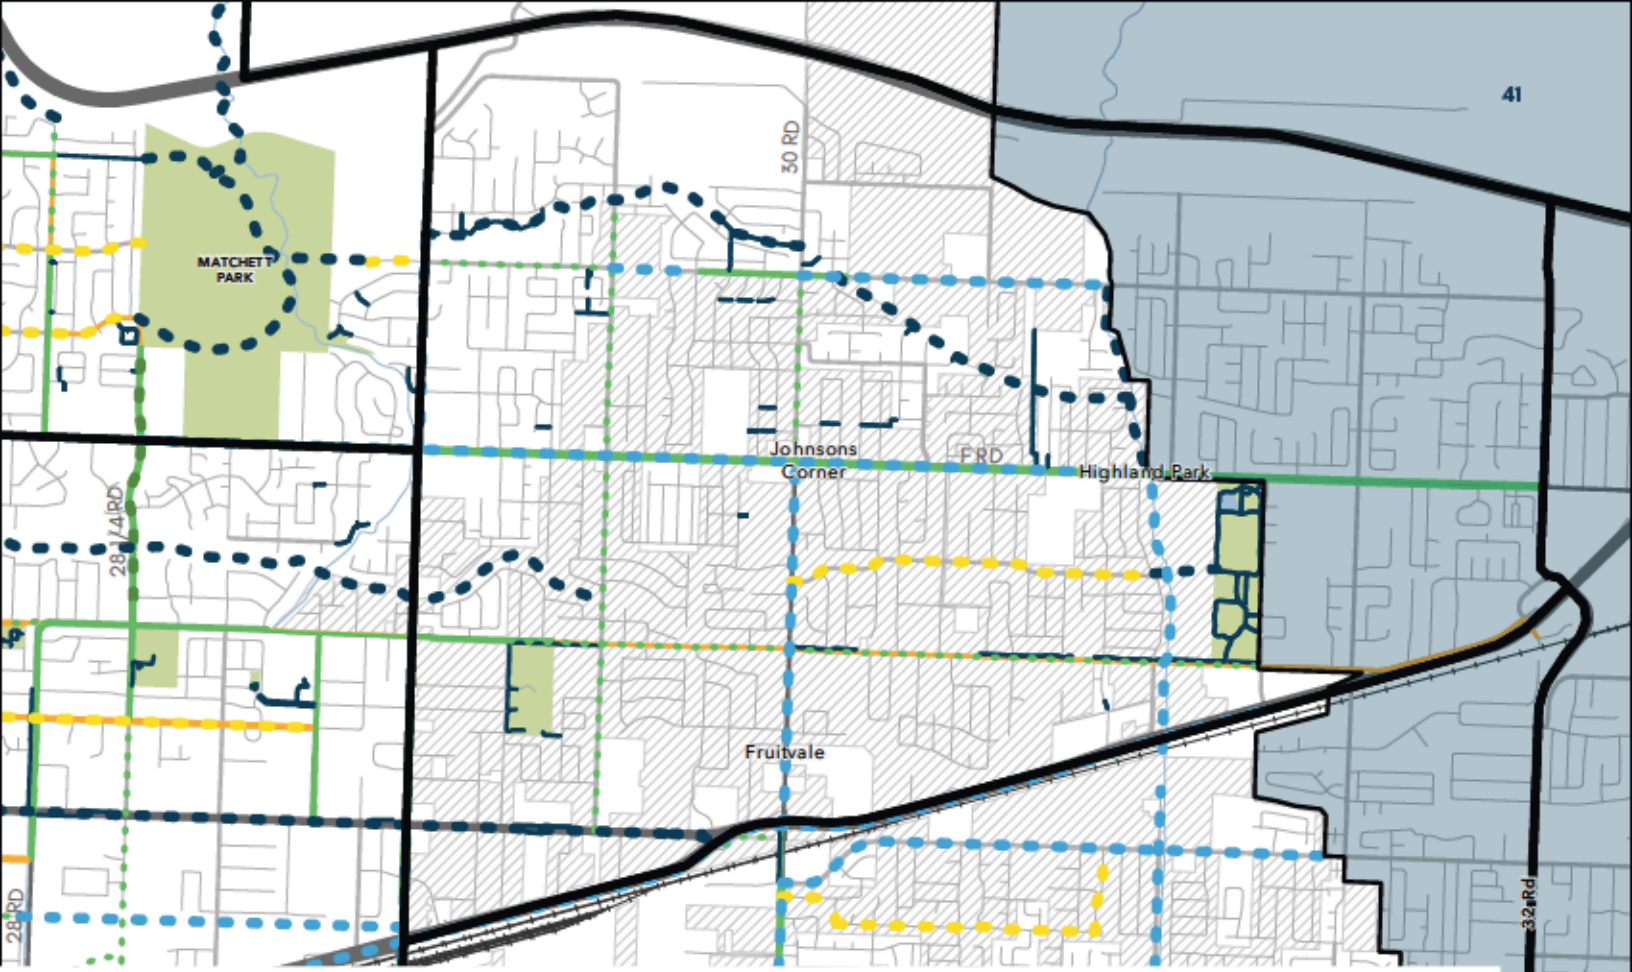 41
30 RD
MATCHETT
PARK
Johnsons
Corner
F RD
Highland Park
28 1/4 RD
Fruitvale
28 RD
32 Rd